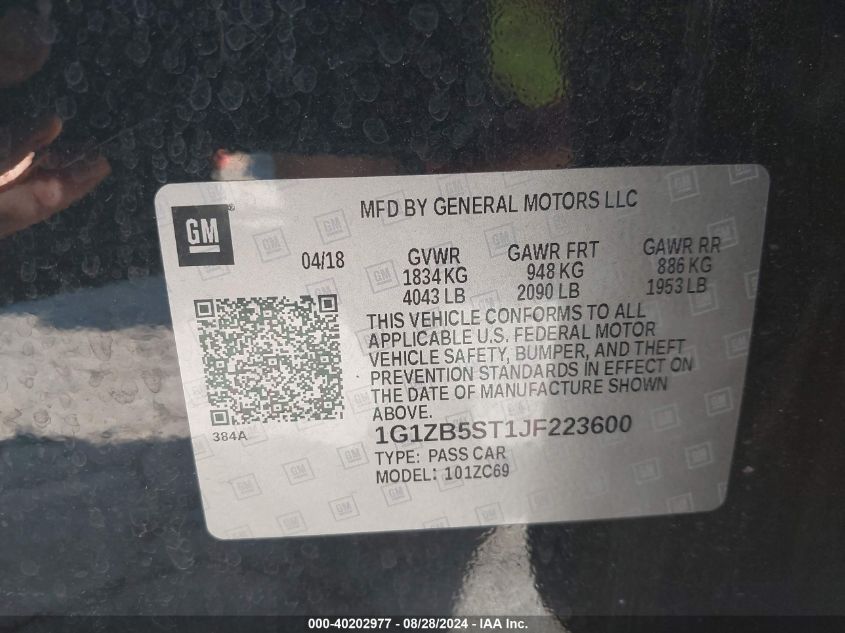 MFD BY GENERAL MOTORS LLC
GM®
04/18
GVWR GAWR FRT GAWR RR
1834 KG 948 KG 886 KG
4043 LB 2090 LB 1953 LB
THIS VEHICLE CONFORMS TO ALL
APPLICABLE U.S. FEDERAL MOTOR
VEHICLE SAFETY, BUMPER, AND THEFT
PREVENTION STANDARDS IN EFFECT ON
THE DATE OF MANUFACTURE SHOWN
ABOVE.
384A
1G1ZB5ST1JF223600
TYPE: PASS CAR
MODEL: 101ZC69
000-40202977 - 08/28/2024 - IAA Inc.